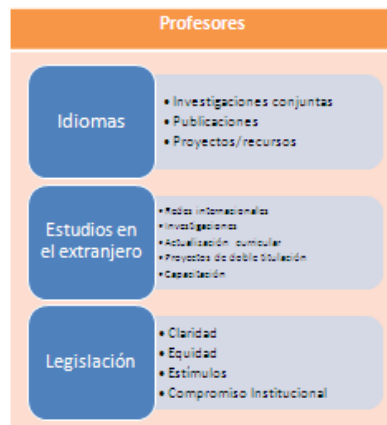 Profesores
Idiomas
• Investigaciones conjuntas
• Publicaciones
• Proyectos/recursos
Estudios en
el extranjero
• Redes internacionales
• Investigaciones
• Actualización curricular
• Proyectos de doble titulación
• Capacitación
Legislación
• Claridad
• Equidad
• Estímulos
• Compromiso Institucional